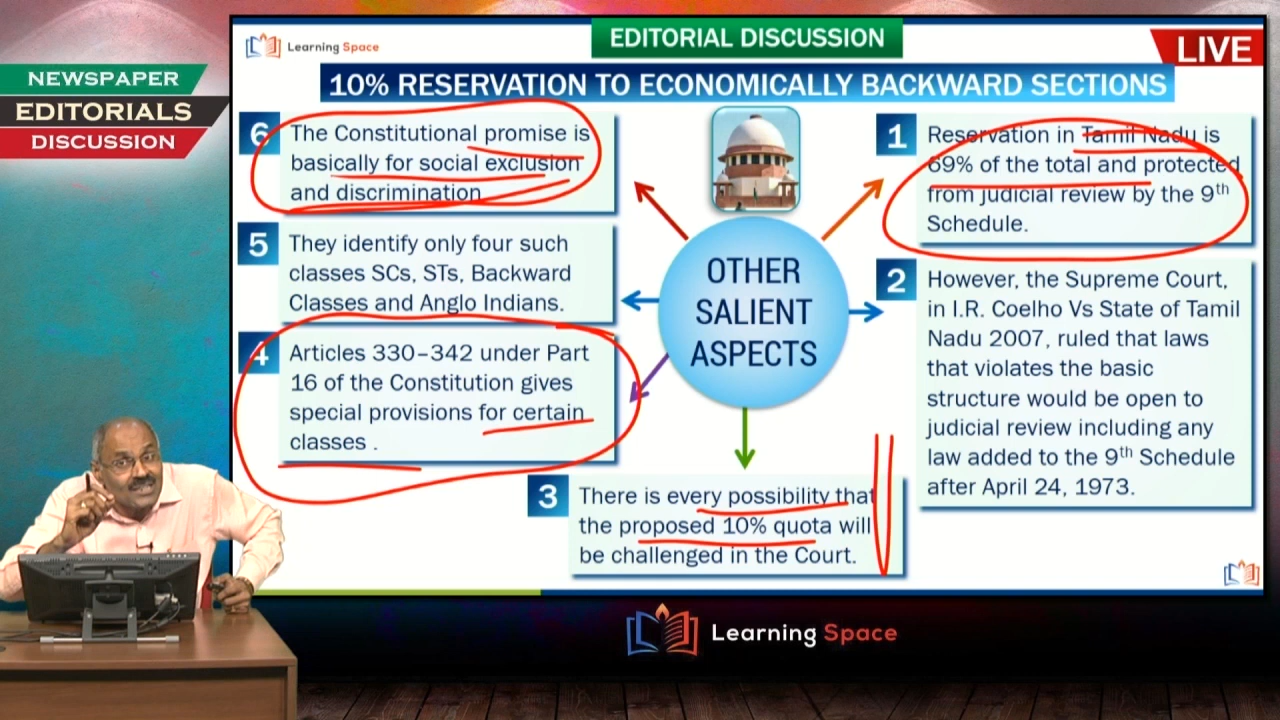 NEWSPAPER
EDITORIALS
DISCUSSION
Learning Space
EDITORIAL DISCUSSION
LIVE
10% RESERVATION TO ECONOMICALLY BACKWARD SECTIONS
OTHER
SALIENT
ASPECTS
1
Reservation in Tamil Nadu is
69% of the total and protected
from judicial review by the 9th
Schedule.
2
However, the Supreme Court,
in I.R. Coelho Vs State of Tamil
Nadu 2007, ruled that laws
that violates the basic
structure would be open to
judicial review including any
law added to the 9th Schedule
after April 24, 1973.
3
There is every possibility that
the proposed 10% quota will
be challenged in the Court.
4
Articles 330–342 under Part
16 of the Constitution gives
special provisions for certain
classes .
5
They identify only four such
classes SCs, STs, Backward
Classes and Anglo Indians.
6
The Constitutional promise is
basically for social exclusion
and discrimination
Learning Space